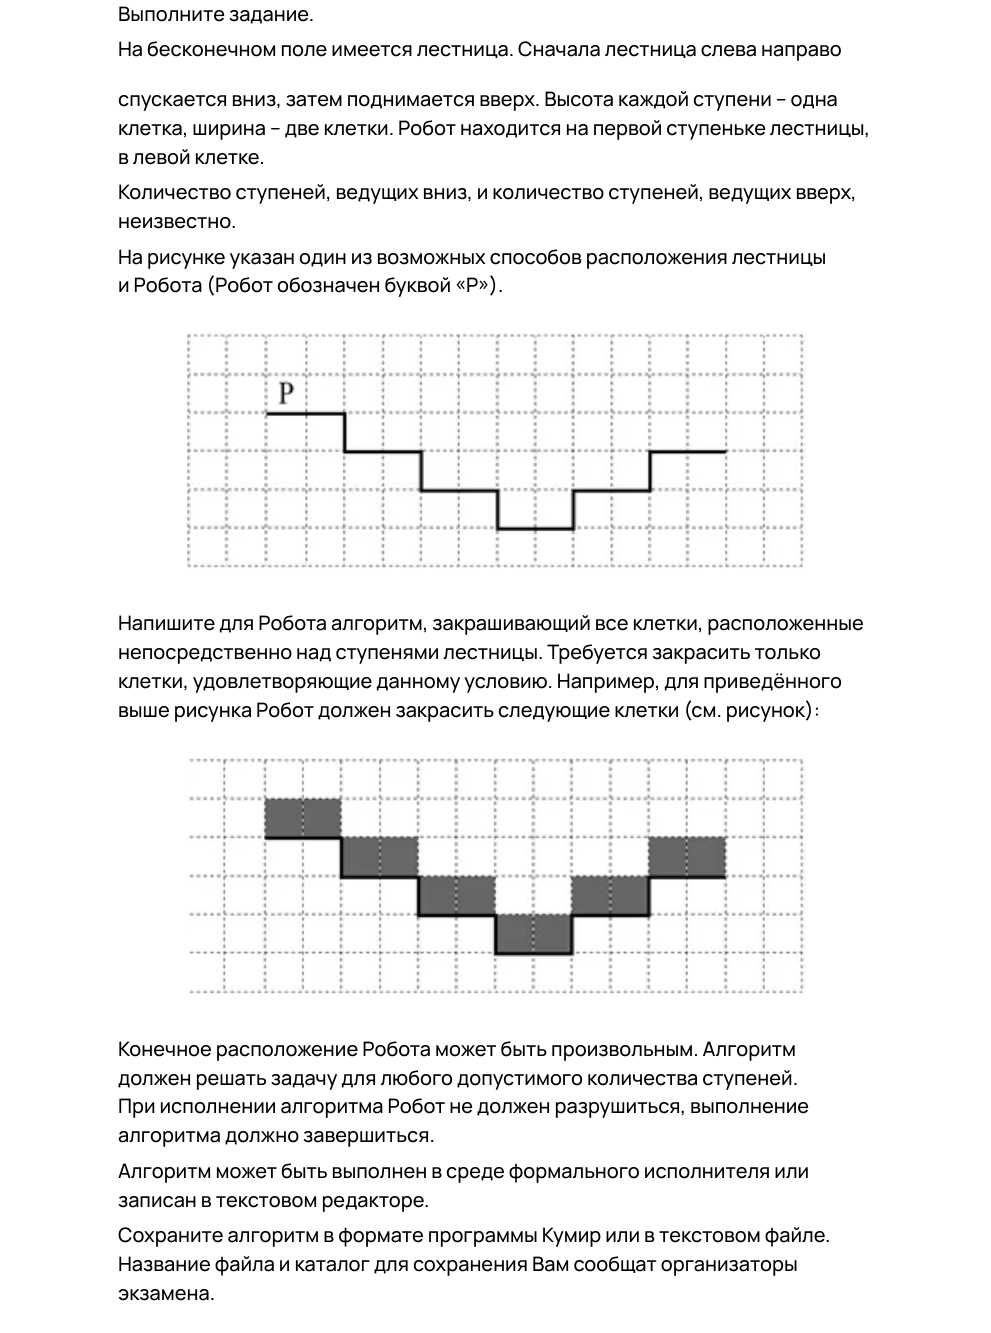 Выполните задание.
На бесконечном поле имеется лестница. Сначала лестница слева направо
спускается вниз, затем поднимается вверх. Высота каждой ступени – одна
клетка, ширина – две клетки. Робот находится на первой ступеньке лестницы,
в левой клетке.
Количество ступеней, ведущих вниз, и количество ступеней, ведущих вверх,
неизвестно.
На рисунке указан один из возможных способов расположения лестницы
и Робота (Робот обозначен буквой «Р»).
Р
Напишите для Робота алгоритм, закрашивающий все клетки, расположенные
непосредственно над ступенями лестницы. Требуется закрасить только
клетки, удовлетворяющие данному условию. Например, для приведённого
выше рисунка Робот должен закрасить следующие клетки (см. рисунок):
Конечное расположение Робота может быть произвольным. Алгоритм
должен решать задачу для любого допустимого количества ступеней.
При исполнении алгоритма Робот не должен разрушиться, выполнение
алгоритма должно завершиться.
Алгоритм может быть выполнен в среде формального исполнителя или
записан в текстовом редакторе.
Сохраните алгоритм в формате программы Кумир или в текстовом файле.
Название файла и каталог для сохранения Вам сообщат организаторы
экзамена.